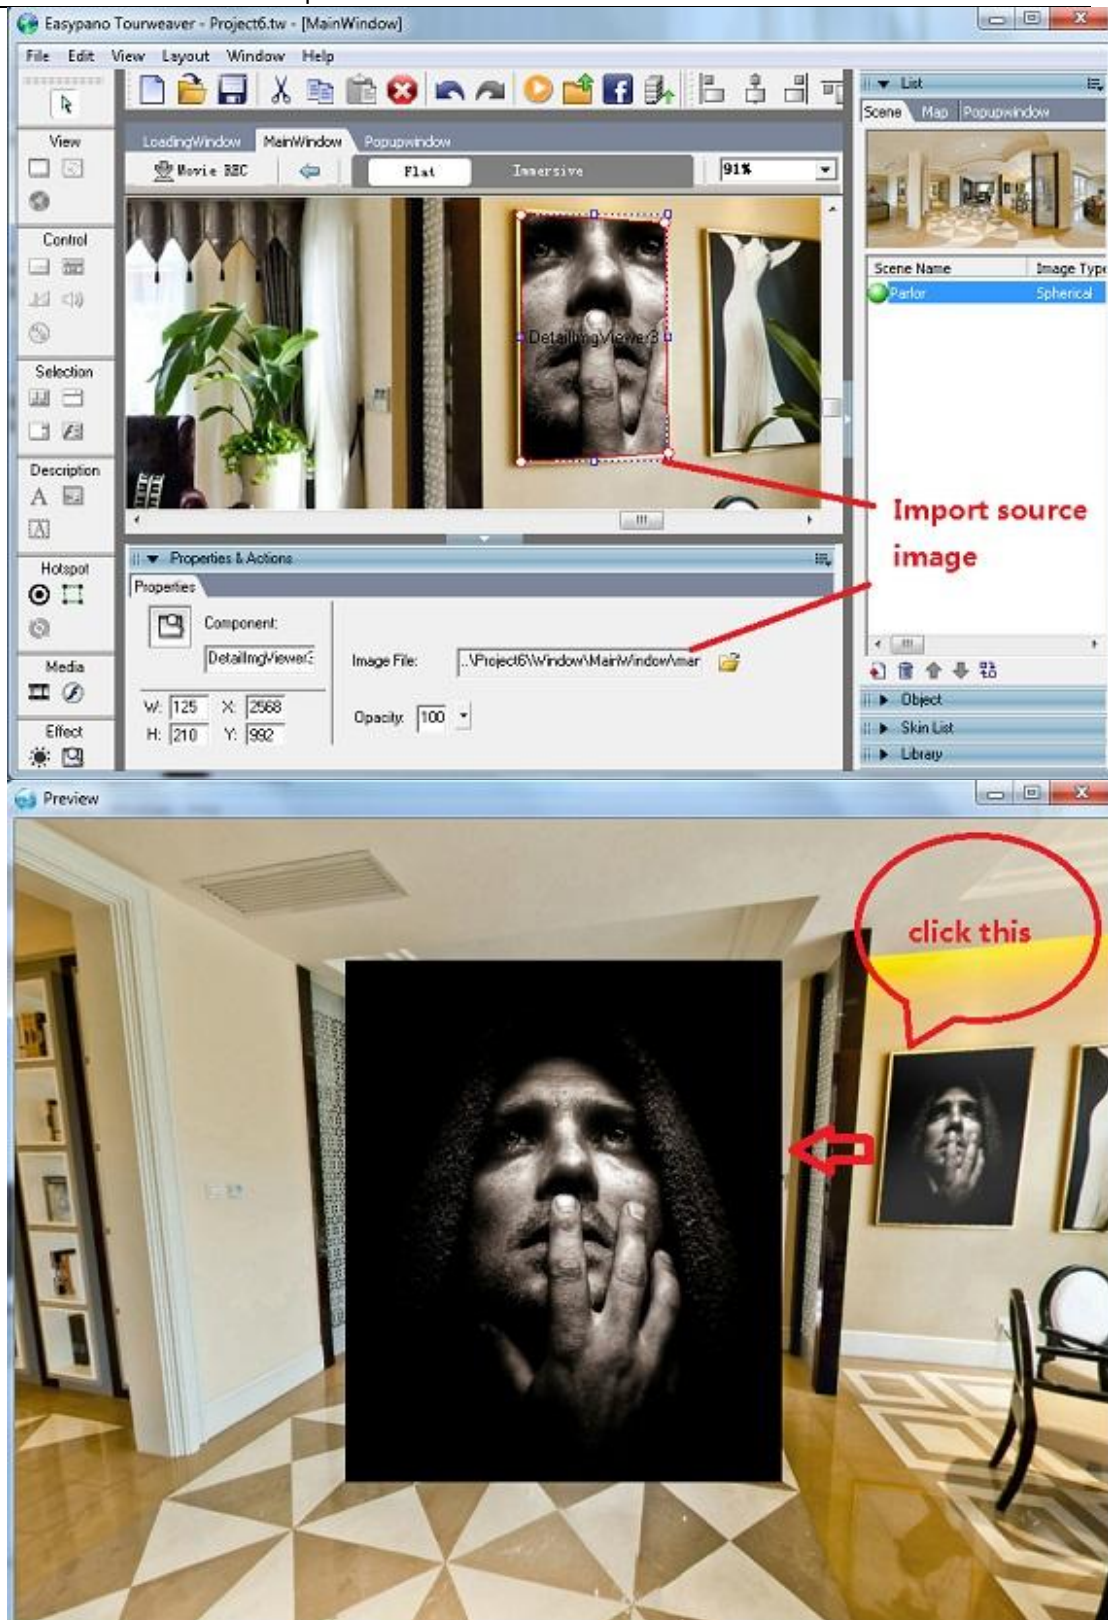 Easypano Tourweaver - Project6.tw - [MainWindow]
File Edit View Layout Window Help
View
Control
Selection
Description
Hotspot
Media
Effect
LoadingWindow MainWindow Popupwindow
Movie REC Flat Immersive 91%
DetailImgViewer3
Properties & Actions
Properties
Component:
DetailImgViewer3
Image File: ..\Project6\Window\MainWindow\mar
W: 125 X: 2568
Opacity: 100
H: 210 Y: 992
List
Scene Map Popupwindow
Scene Name Image Type
Parlor Spherical
Import source
image
Object
Skin List
Library
Preview
click this